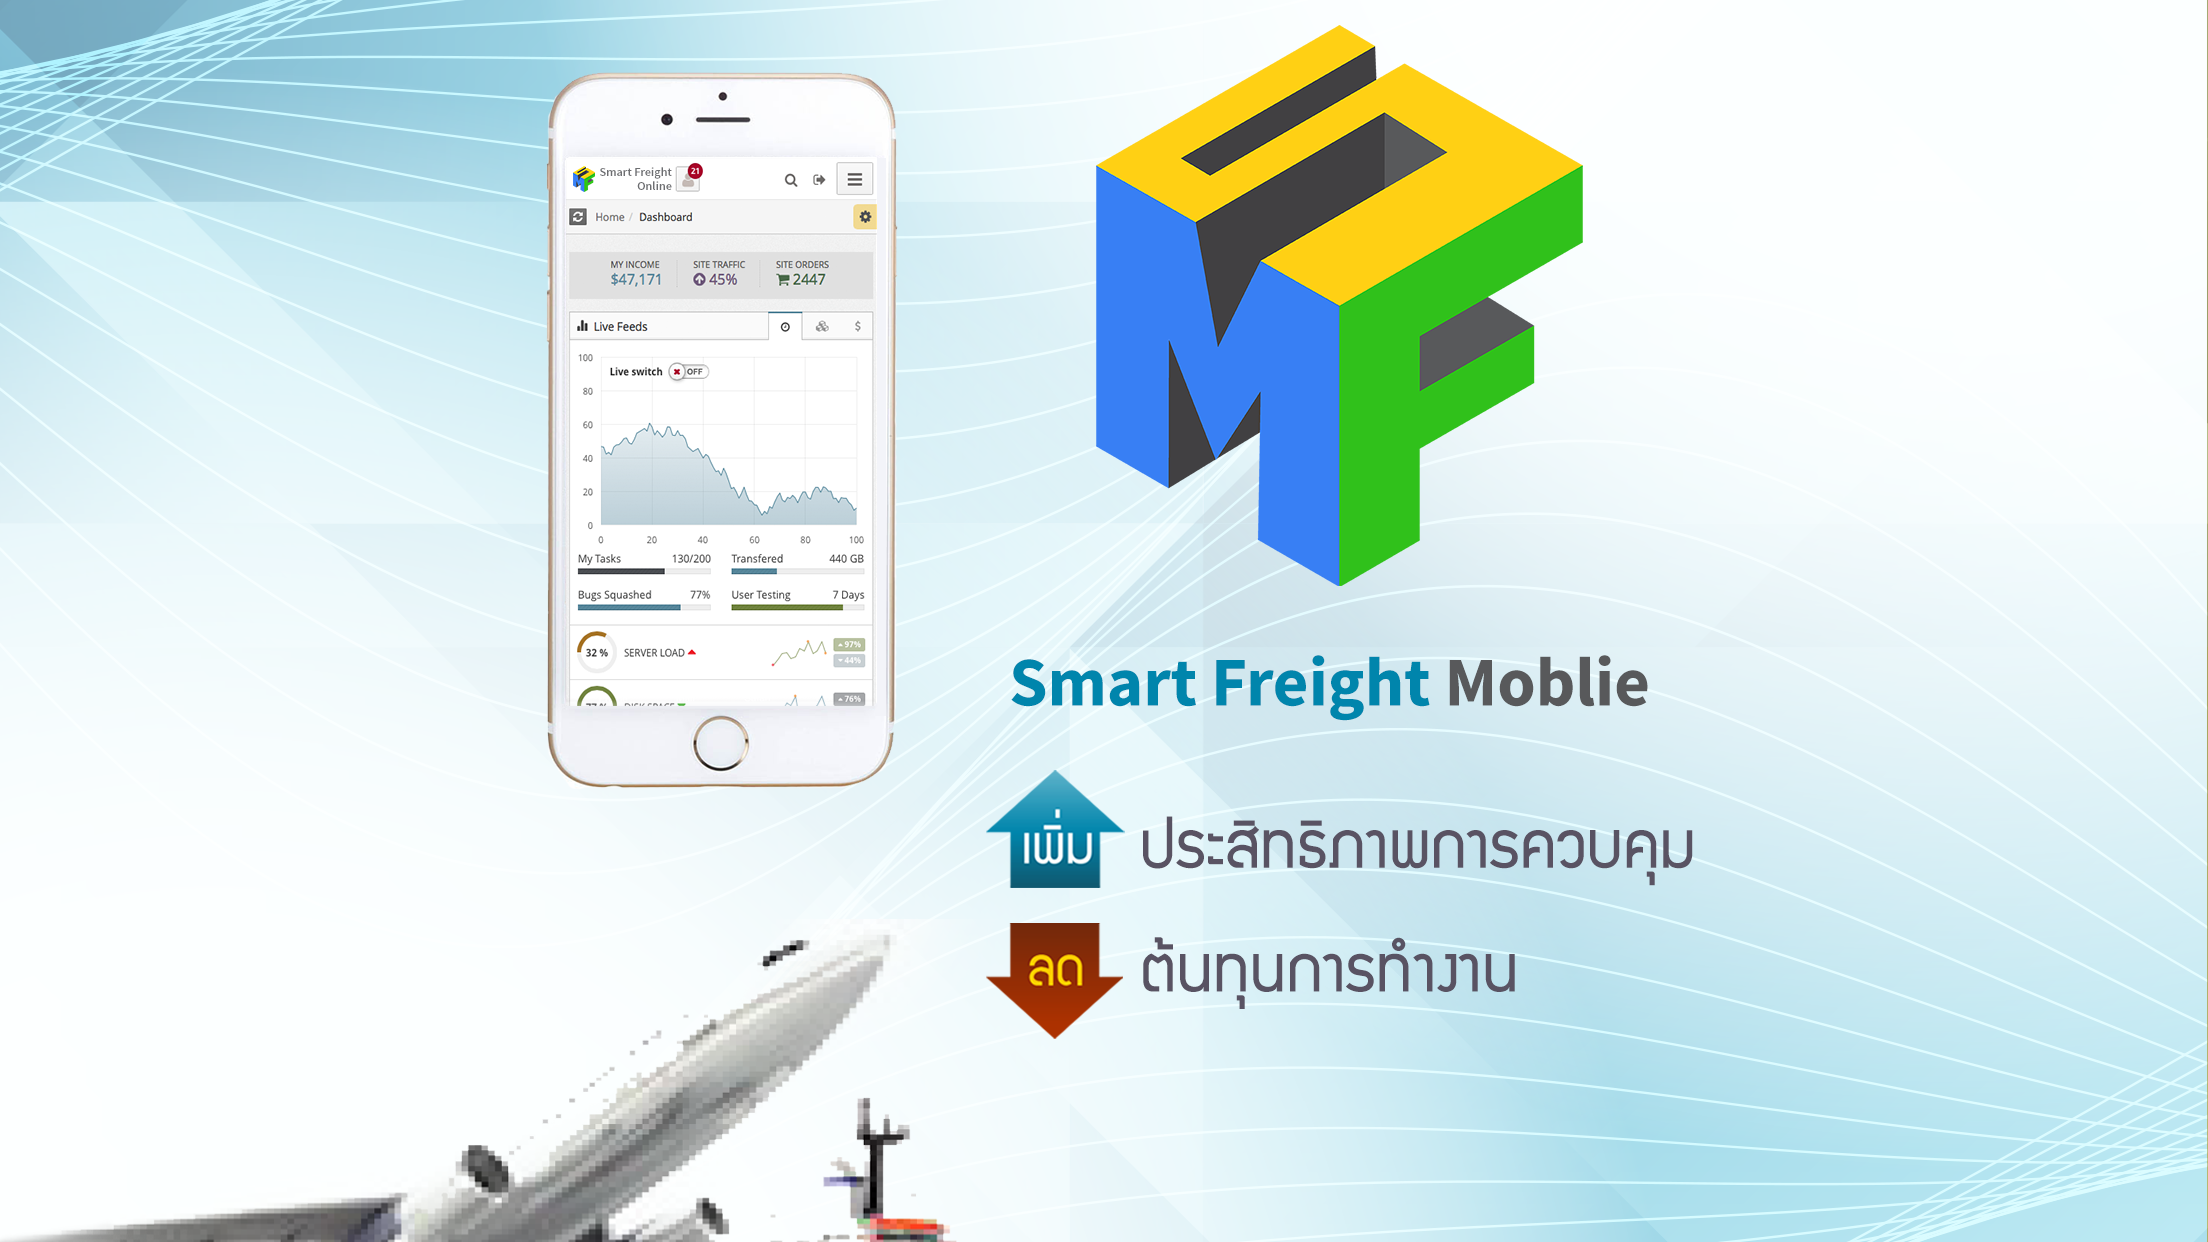 Smart Freight
Online
21
Home / Dashboard
MY INCOME SITE TRAFFIC SITE ORDERS
$47,171 45% 2447
Live Feeds $
100
Live switch OFF
80
60
40
20
0
0 20 40 60 80 100
My Tasks 130/200 Transfered 440 GB
Bugs Squashed 77% User Testing 7 Days
32 % SERVER LOAD 97%
44%
76%
Smart Freight Moblie
เพิ่ม ประสิทธิภาพการควบคุม
ลด ต้นทุนการทำงาน